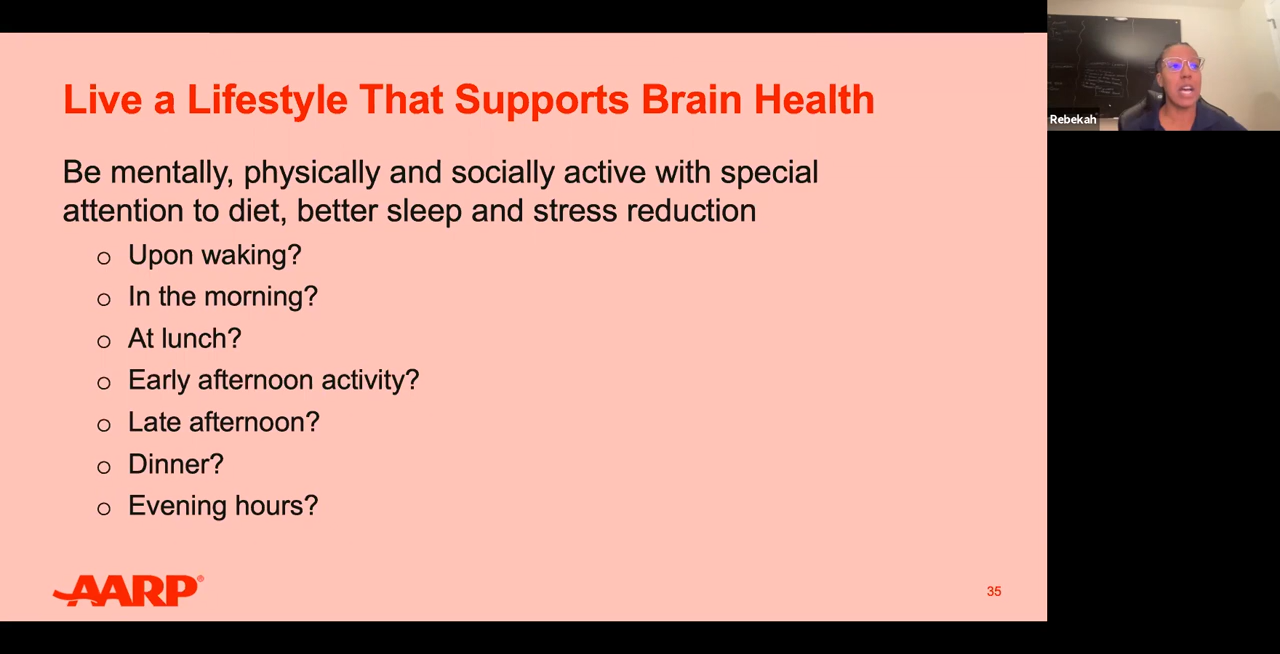 Live a Lifestyle That Supports Brain Health
Be mentally, physically and socially active with special
attention to diet, better sleep and stress reduction
o Upon waking?
o In the morning?
o At lunch?
o Early afternoon activity?
o Late afternoon?
o Dinner?
o Evening hours?
AARP®
35
Rebekah